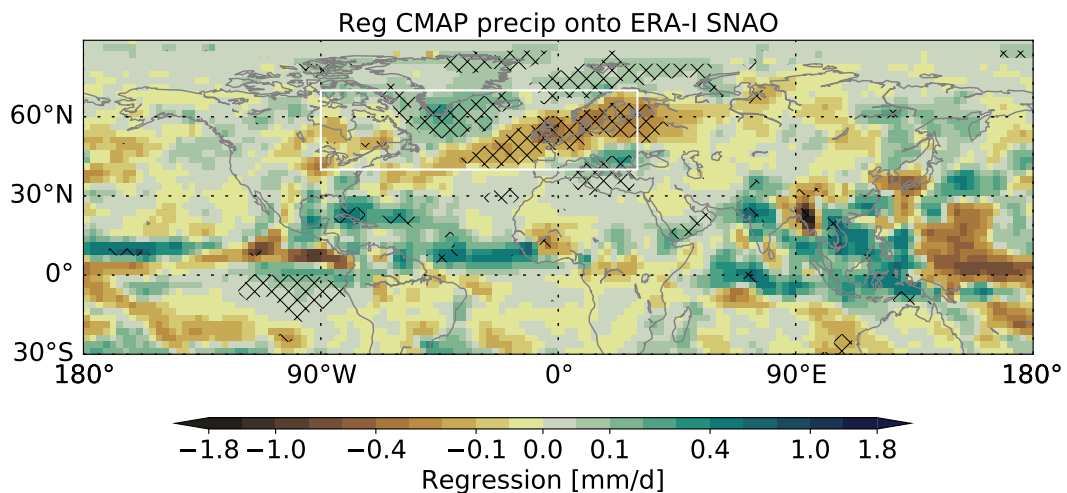 Reg CMAP precip onto ERA-I SNAO
60°N
30°N
0°
30°S
180° 90°W 0° 90°E 180°
−1.8 −1.0 −0.4 −0.1 0.0 0.1 0.4 1.0 1.8
Regression [mm/d]